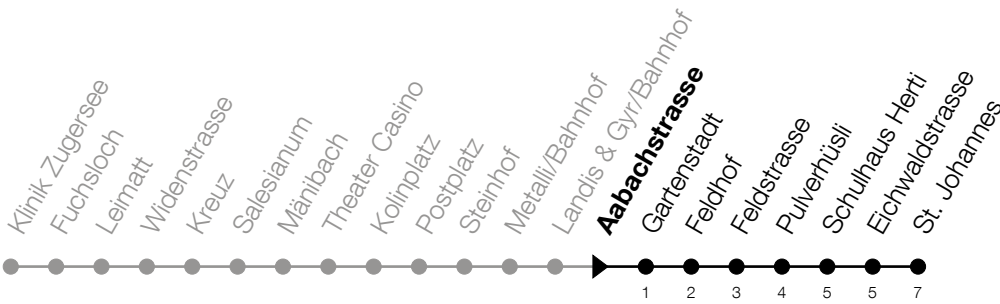 Klinik Zugersee
Fuchsloch
Leimatt
Widenstrasse
Kreuz
Salesianum
Männibach
Theater Casino
Kolinplatz
Postplatz
Steinhof
Metalli/Bahnhof
Landis & Gyr/Bahnhof
Aabachstrasse
Gartenstadt
Feldhof
Feldstrasse
Pulverhüsli
Schulhaus Herti
Eichwaldstrasse
St. Johannes
1 2 3 4 5 5 7